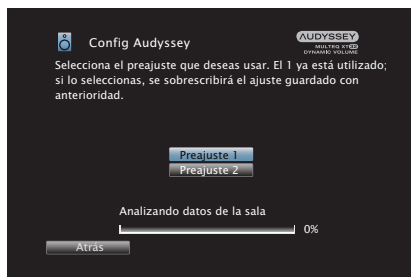 Config Audyssey
AUDYSSEY
MULTEQ XT32
DYNAMIC VOLUME
Selecciona el preajuste que deseas usar. El 1 ya está utilizado;
si lo seleccionas, se sobrescribirá el ajuste guardado con
anterioridad.
Preajuste 1
Preajuste 2
Analizando datos de la sala
0%
Atrás